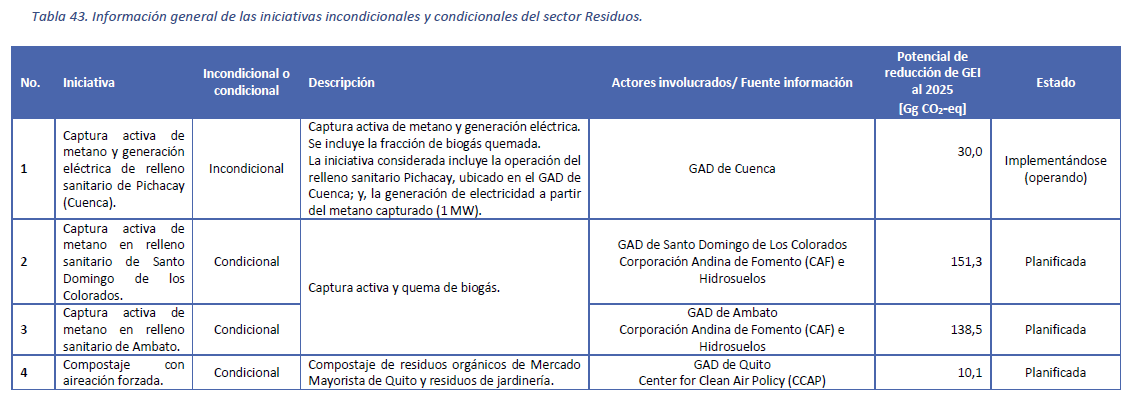 Tabla 43. Información general de las iniciativas incondicionales y condicionales del sector Residuos.
No.
Iniciativa
Incondicional o
condicional
Descripción
Actores involucrados/ Fuente información
Potencial de
reducción de GEI
al 2025
[Gg CO₂-eq]
Estado
1
Captura activa de
metano y generación
eléctrica de relleno
sanitario de Pichacay
(Cuenca).
Incondicional
Captura activa de metano y generación eléctrica.
Se incluye la fracción de biogás quemada.
La iniciativa considerada incluye la operación del
relleno sanitario Pichacay, ubicado en el GAD de
Cuenca; y, la generación de electricidad a partir
del metano capturado (1 MW).
GAD de Cuenca
30,0
Implementándose
(operando)
2
Captura activa de
metano en relleno
sanitario de Santo
Domingo de los
Colorados.
Condicional
Captura activa y quema de biogás.
GAD de Santo Domingo de Los Colorados
Corporación Andina de Fomento (CAF) e
Hidrosuelos
151,3
Planificada
3
Captura activa de
metano en relleno
sanitario de Ambato.
Condicional
GAD de Ambato
Corporación Andina de Fomento (CAF) e
Hidrosuelos
138,5
Planificada
4
Compostaje con
aireación forzada.
Condicional
Compostaje de residuos orgánicos de Mercado
Mayorista de Quito y residuos de jardinería.
GAD de Quito
Center for Clean Air Policy (CCAP)
10,1
Planificada